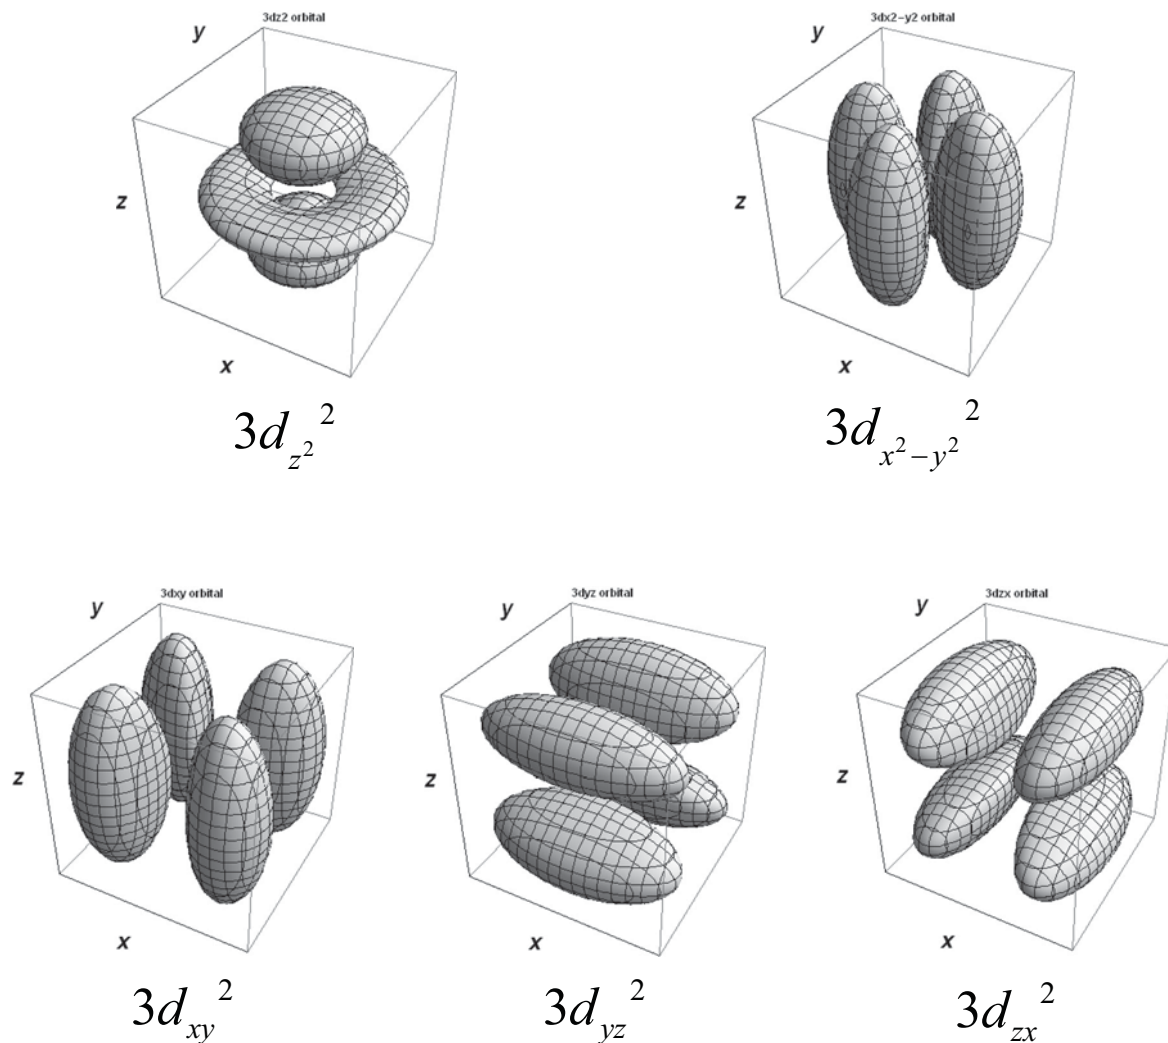 3dz2 orbital
y
z
x
3d_{z^2}^2
3dx2-y2 orbital
y
z
x
3d_{x^2-y^2}^2
3dxy orbital
y
z
x
3d_{xy}^2
3dyz orbital
y
z
x
3d_{yz}^2
3dzx orbital
y
z
x
3d_{zx}^2